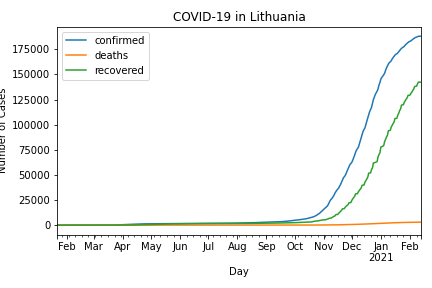 COVID-19 in Lithuania
confirmed
deaths
recovered
175000
150000
125000
100000
75000
50000
25000
0
Number of Cases
Feb Mar Apr May Jun Jul Aug Sep Oct Nov Dec Jan Feb
2021
Day